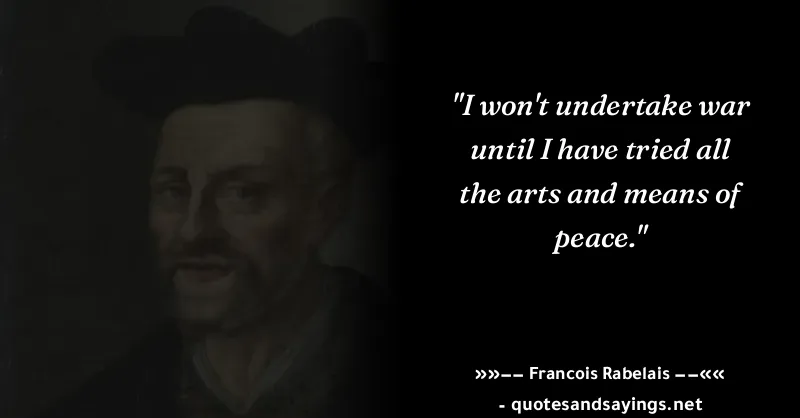 "I won't undertake war
until I have tried all
the arts and means of
peace."
»»−− Francois Rabelais −−««
- quotesandsayings.net